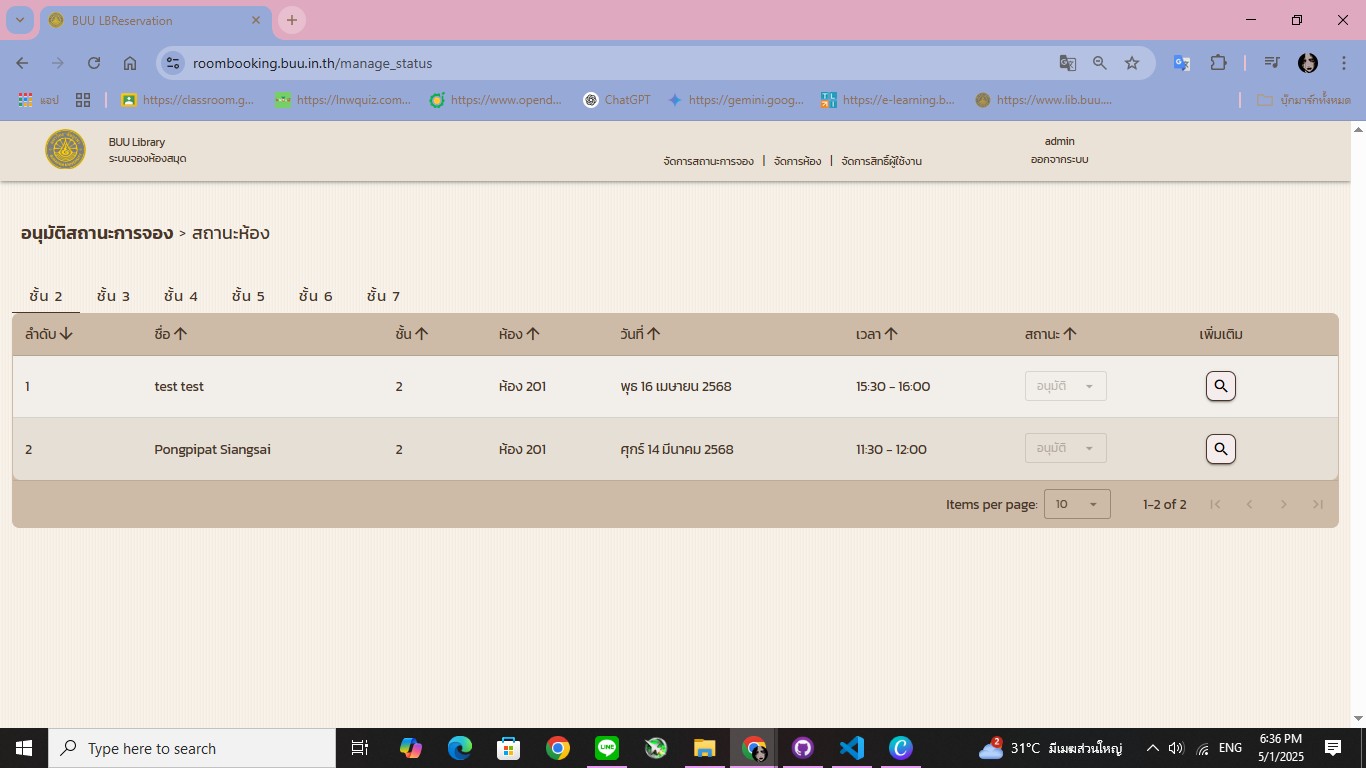 BUU LBReservation
roombooking.buu.in.th/manage_status
แอป
https://classroom.g...
https://lnwquiz.com...
https://www.opend...
ChatGPT
https://gemini.goog...
https://e-learning.b...
https://www.lib.buu....
บุ๊กมาร์กทั้งหมด
BUU Library
ระบบจองห้องสมุด
จัดการสถานะการจอง | จัดการห้อง | จัดการสิทธิ์ผู้ใช้งาน
admin
ออกจากระบบ
อนุมัติสถานะการจอง > สถานะห้อง
ชั้น 2 ชั้น 3 ชั้น 4 ชั้น 5 ชั้น 6 ชั้น 7
ลำดับ ชื่อ ชั้น ห้อง วันที่ เวลา สถานะ เพิ่มเติม
1 test test 2 ห้อง 201 พุธ 16 เมษายน 2568 15:30 - 16:00 อนุมัติ
2 Pongpipat Siangsai 2 ห้อง 201 ศุกร์ 14 มีนาคม 2568 11:30 - 12:00 อนุมัติ
Items per page: 10 1-2 of 2
Type here to search
2
31°C มีเมฆส่วนใหญ่
ENG
6:36 PM
5/1/2025